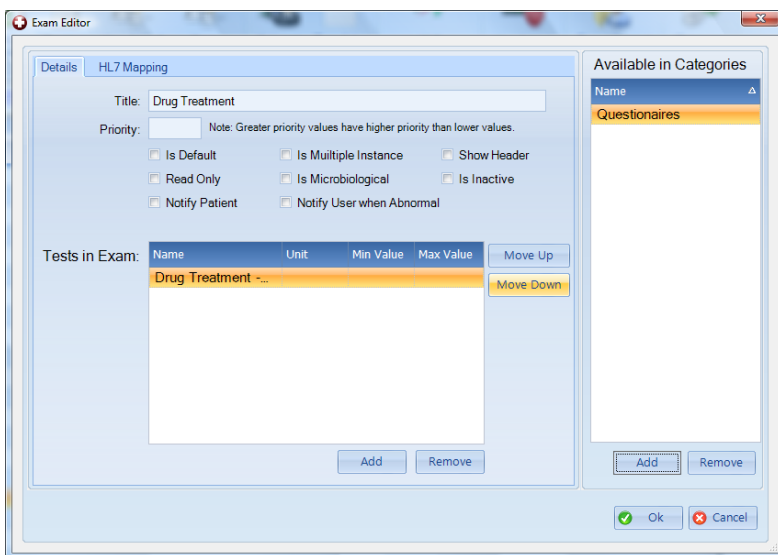 Exam Editor
Details HL7 Mapping
Title: Drug Treatment
Priority: Note: Greater priority values have higher priority than lower values.
Is Default Is Muiltiple Instance Show Header
Read Only Is Microbiological Is Inactive
Notify Patient Notify User when Abnormal
Tests in Exam:
Name Unit Min Value Max Value
Drug Treatment -...
Move Up
Move Down
Add Remove
Available in Categories
Name
Questionaires
Add Remove
Ok Cancel